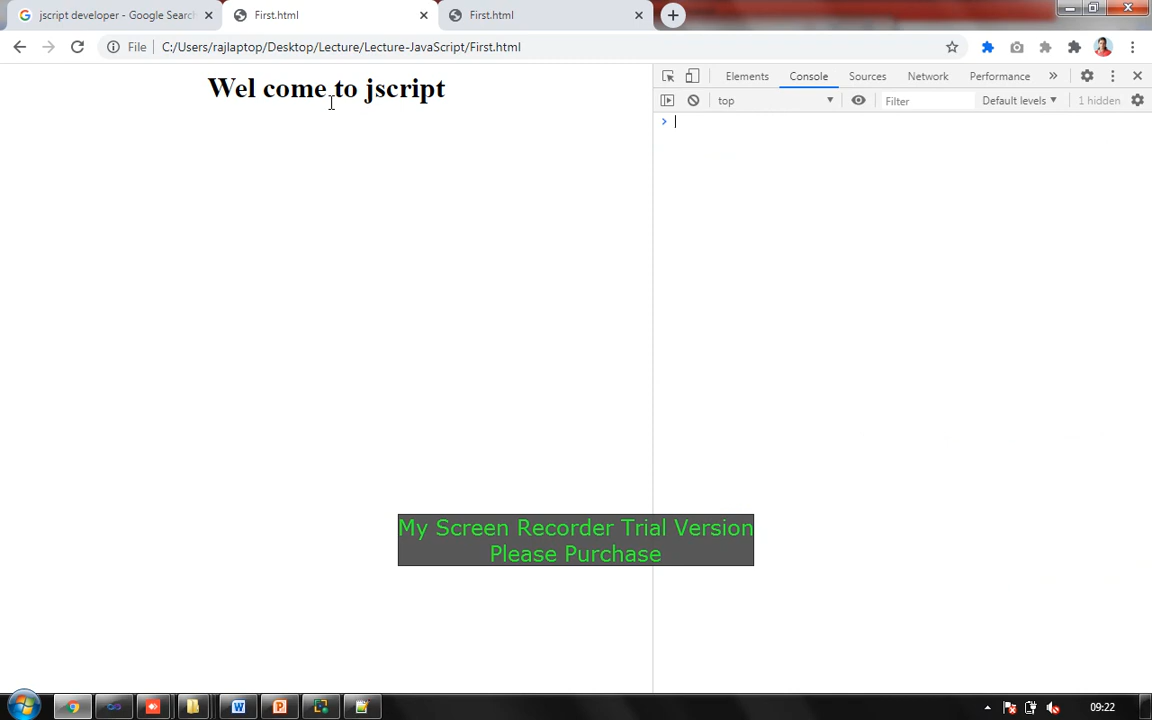 jscript developer - Google Searc
First.html
First.html
File
C:/Users/rajlaptop/Desktop/Lecture/Lecture-JavaScript/First.html
Elements
Console
Sources
Network
Performance
»
top
Filter
Default levels
1 hidden
Wel come to jscript
My Screen Recorder Trial Version
Please Purchase
09:22